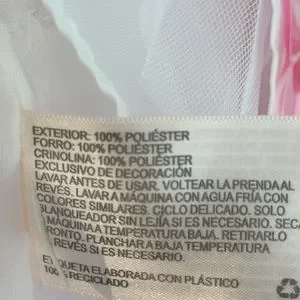 EXTERIOR: 100% POLIÉSTER
FORRO: 100% POLIÉSTER
CRINOLINA: 100% POLIÉSTER
EXCLUSIVO DE DECORACIÓN
LAVAR ANTES DE USAR. VOLTEAR LA PRENDA AL
REVÉS. LAVAR A MÁQUINA CON AGUA FRÍA CON
COLORES SIMILARES. CICLO DELICADO. SOLO
BLANQUEADOR SIN LEJÍA SI ES NECESARIO. SECA
MÁQUINA A TEMPERATURA BAJA. RETIRARLO
RONTO. PLANCHAR A BAJA TEMPERATURA
REVÉS SI ES NECESARIO.
ETIQUETA ELABORADA CON PLÁSTICO
100% RECICLADO